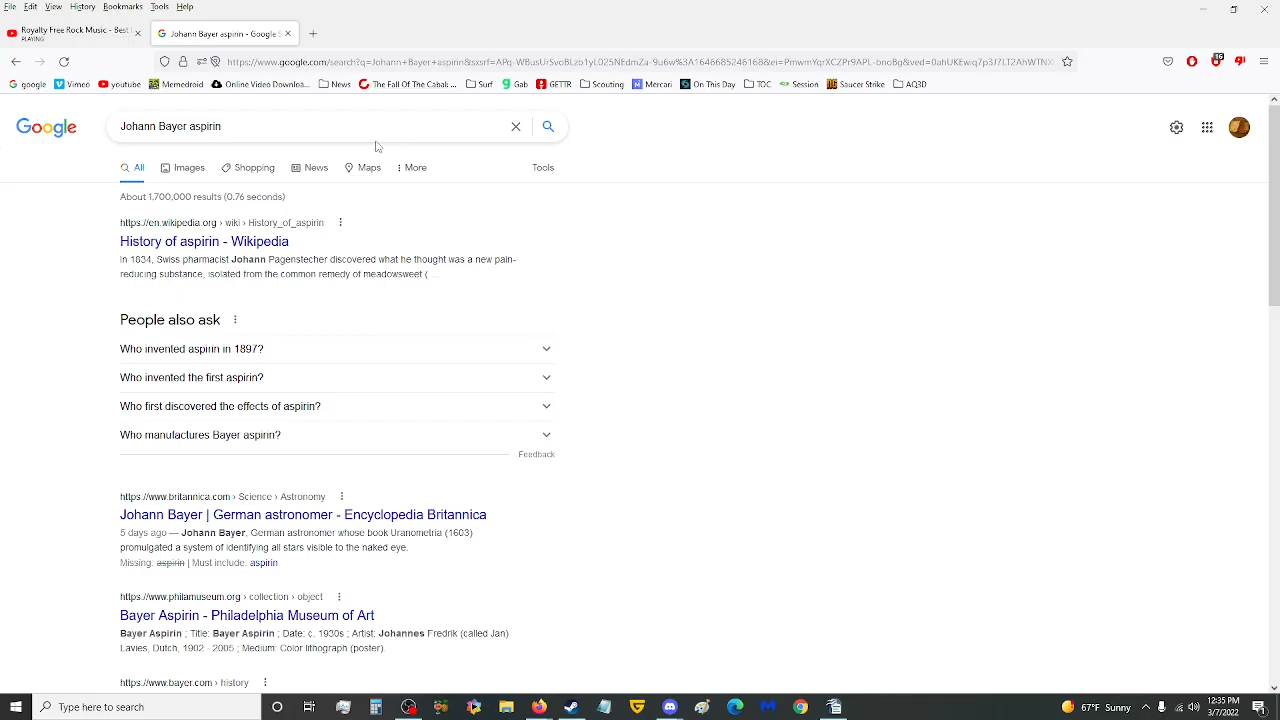 File Edit View History Bookmarks Tools Help
Royalty Free Rock Music - Best
PLAYING
Johann Bayer aspirin - Google S
Google
Vimeo
youtube
Memedroid
Online Video Downloa...
News
The Fall Of The Cabal: ...
Surf
Gab
GETTR
Scouting
Mercari
On This Day
TOC
Session
Saucer Strike
AQ3D
Google
Johann Bayer aspirin
All Images Shopping News Maps More Tools
About 1,700,000 results (0.76 seconds)
https://en.wikipedia.org › wiki › History_of_aspirin
History of aspirin - Wikipedia
In 1834, Swiss pharmacist Johann Pagenstecher discovered what he thought was a new pain-
reducing substance, isolated from the common remedy of meadowsweet ( ...
People also ask
Who invented aspirin in 1897?
Who invented the first aspirin?
Who first discovered the effects of aspirin?
Who manufactures Bayer aspirin?
Feedback
https://www.britannica.com › Science › Astronomy
Johann Bayer | German astronomer - Encyclopedia Britannica
5 days ago — Johann Bayer, German astronomer whose book Uranometria (1603)
promulgated a system of identifying all stars visible to the naked eye.
Missing: aspirin | Must include: aspirin
https://www.philamuseum.org › collection › object
Bayer Aspirin - Philadelphia Museum of Art
Bayer Aspirin ; Title: Bayer Aspirin ; Date: c. 1930s ; Artist: Johannes Fredrik (called Jan)
Lavies, Dutch, 1902 - 2005 ; Medium: Color lithograph (poster).
https://www.bayer.com › history
Type here to search
67°F Sunny
12:35 PM
3/7/2022